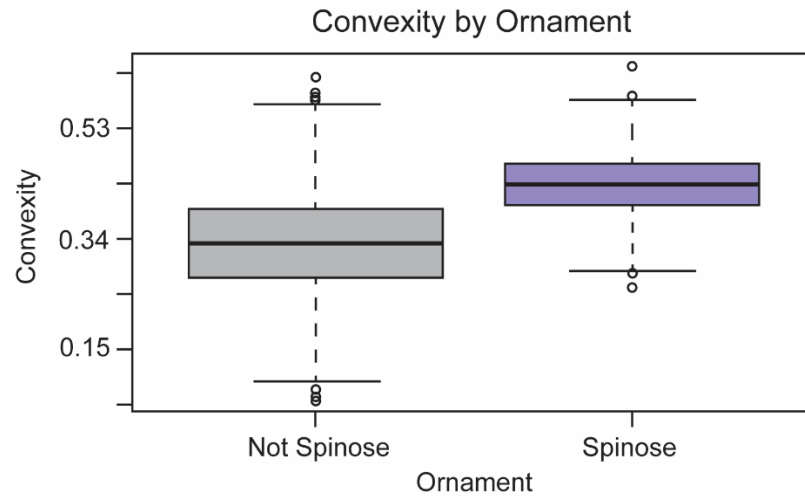 Convexity by Ornament
Convexity
0.53
0.34
0.15
Not Spinose
Spinose
Ornament